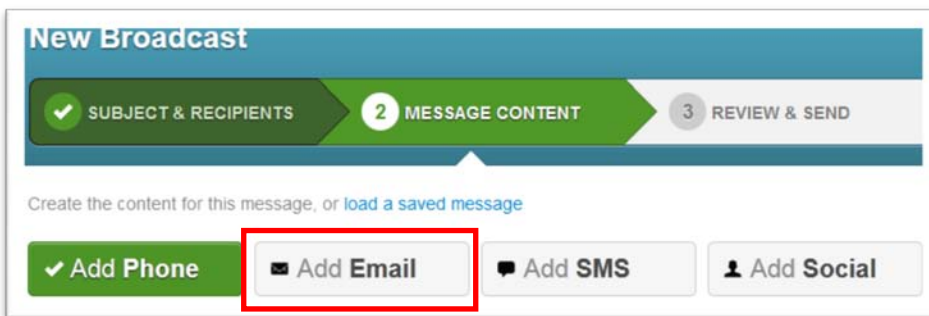 New Broadcast
SUBJECT & RECIPIENTS 2 MESSAGE CONTENT 3 REVIEW & SEND
Create the content for this message, or load a saved message
Add Phone Add Email Add SMS Add Social